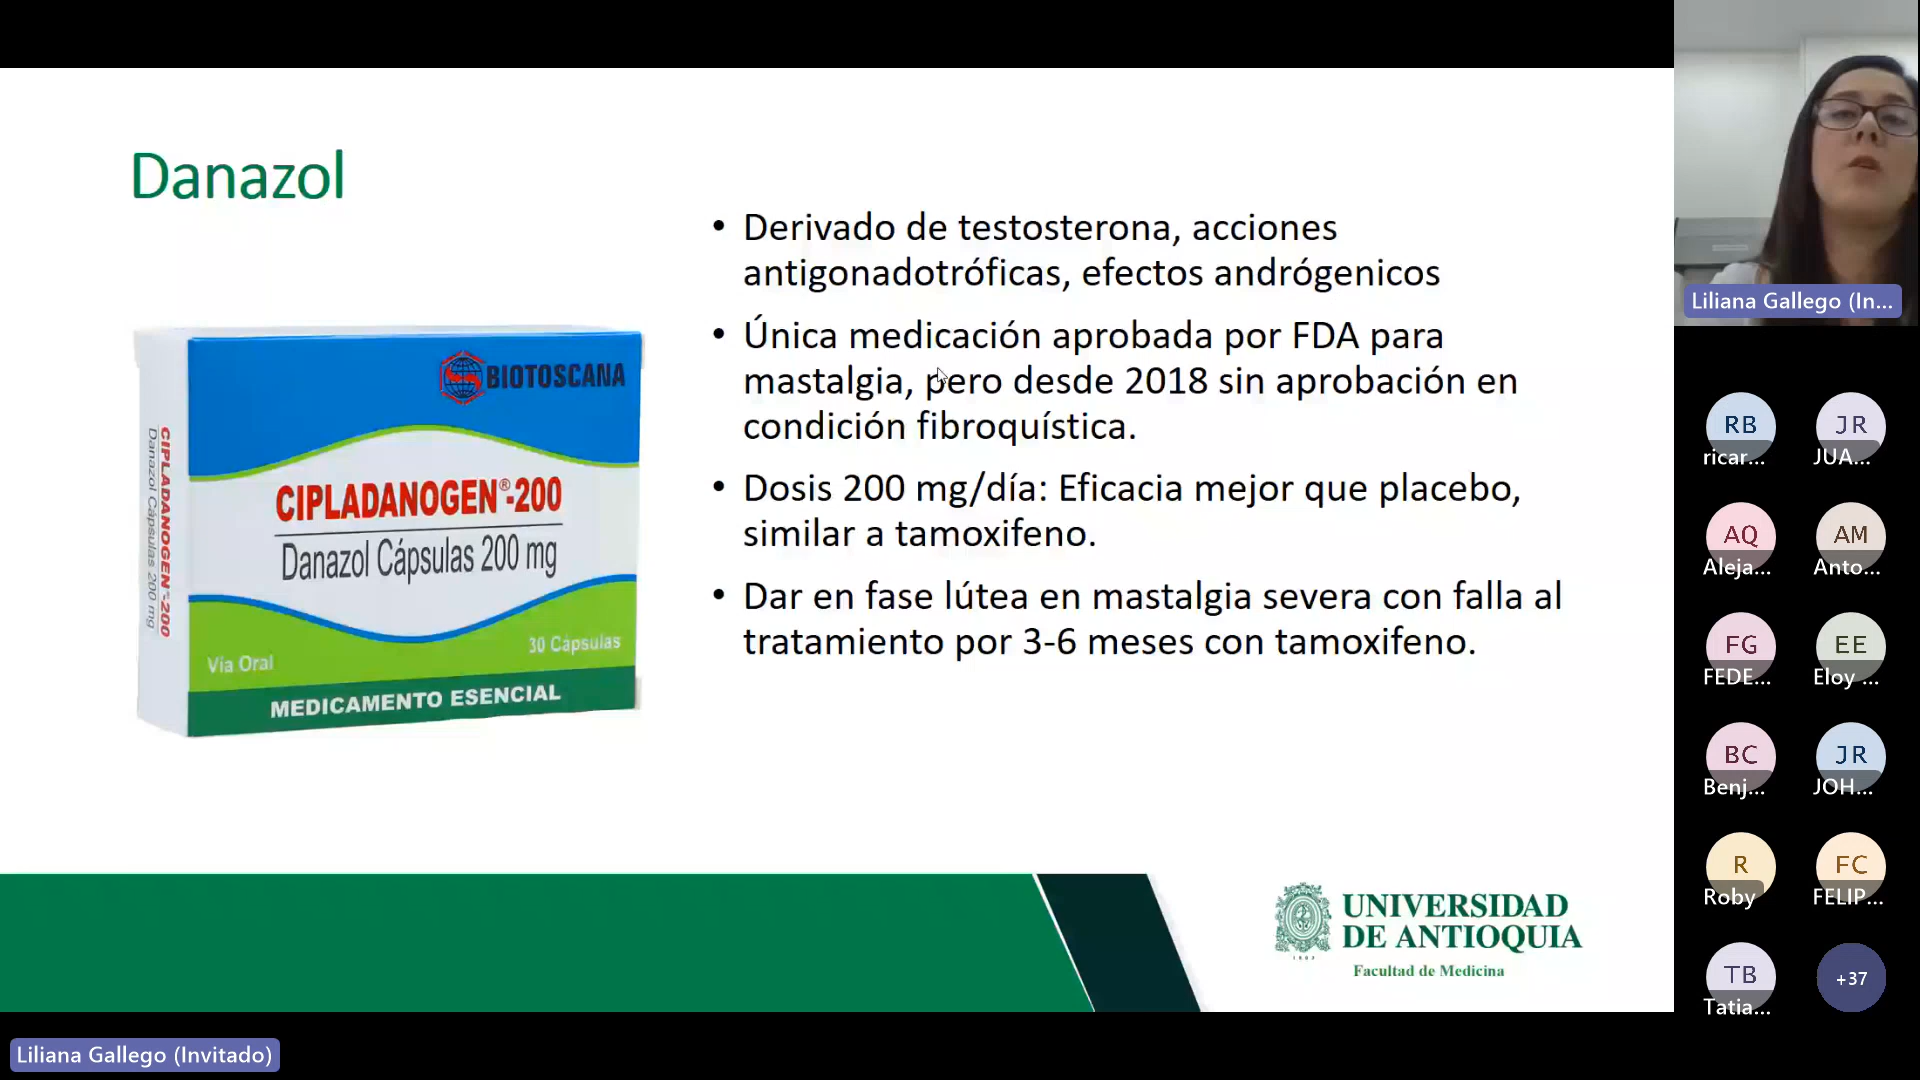 Danazol
• Derivado de testosterona, acciones
antigonadotróficas, efectos andrógenicos
• Única medicación aprobada por FDA para
mastalgia, pero desde 2018 sin aprobación en
condición fibroquística.
• Dosis 200 mg/día: Eficacia mejor que placebo,
similar a tamoxifeno.
• Dar en fase lútea en mastalgia severa con falla al
tratamiento por 3-6 meses con tamoxifeno.
BIOTOSCANA
CIPLADANOGEN®-200
Danazol Cápsulas 200 mg
30 Cápsulas
Vía Oral
MEDICAMENTO ESENCIAL
CIPLADANOGEN®-200
Danazol Cápsulas 200 mg
UNIVERSIDAD
DE ANTIOQUIA
1803
Facultad de Medicina
Liliana Gallego (In...
RB
ricar...
JR
JUA...
AQ
Aleja...
AM
Anto...
FG
FEDE...
EE
Eloy ...
BC
Benj...
JR
JOH...
R
Roby
FC
FELIP...
TB
Tatia...
+37
Liliana Gallego (Invitado)